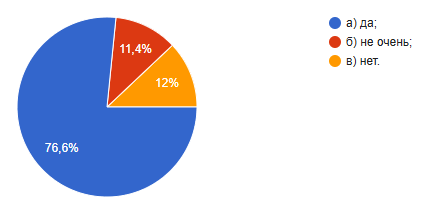 76,6%
11,4%
12%
а) да;
б) не очень;
в) нет.